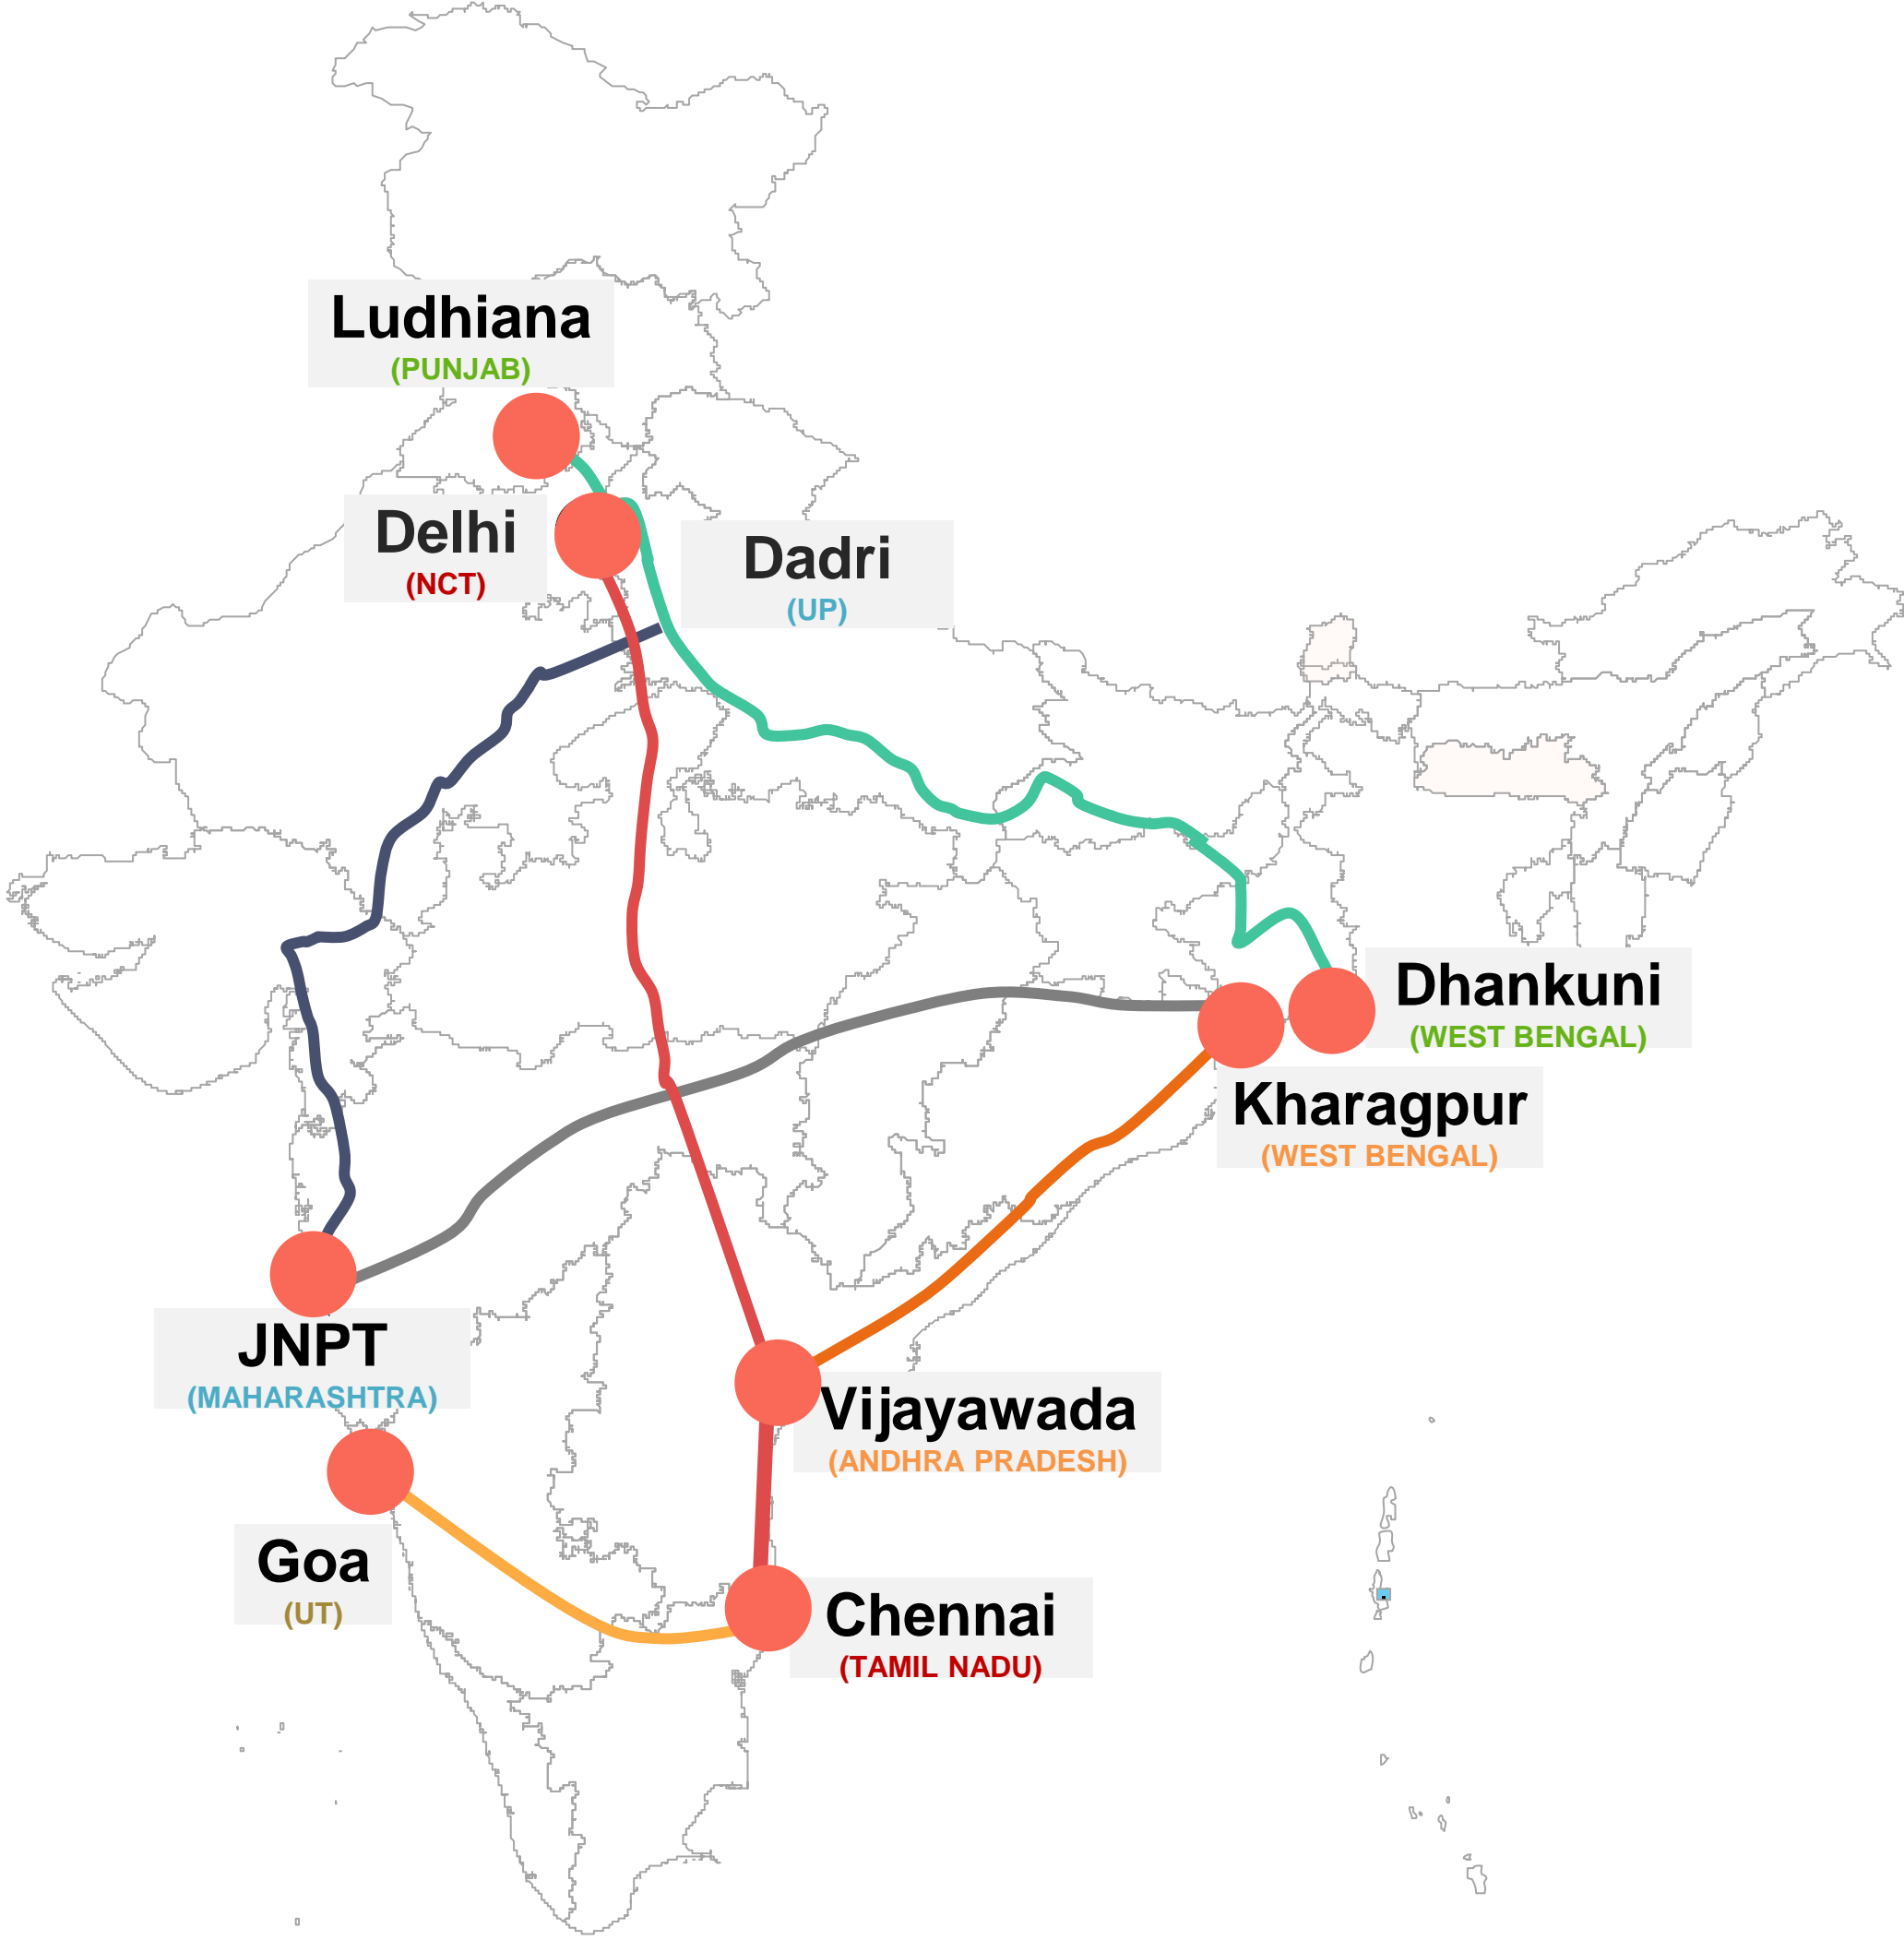 Ludhiana
(PUNJAB)
Delhi
(NCT)
Dadri
(UP)
Dhankuni
(WEST BENGAL)
Kharagpur
(WEST BENGAL)
JNPT
(MAHARASHTRA)
Vijayawada
(ANDHRA PRADESH)
Goa
(UT)
Chennai
(TAMIL NADU)